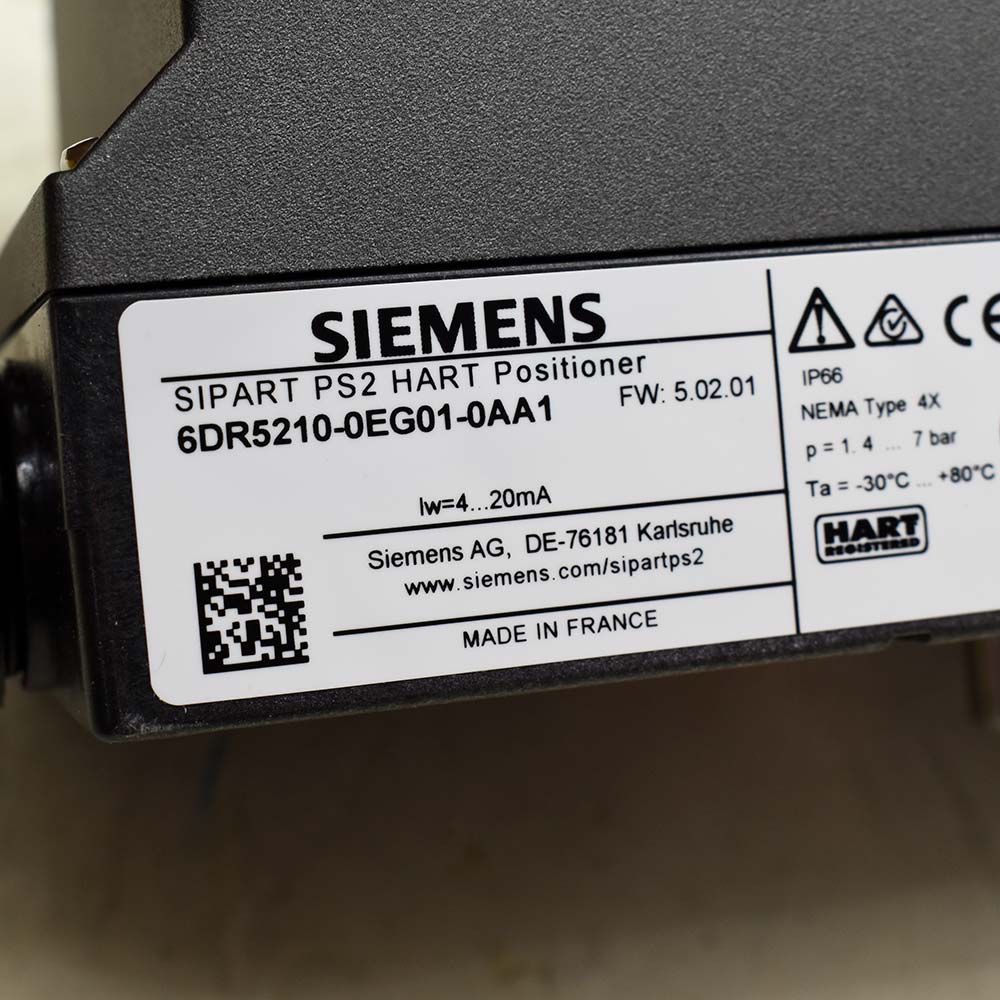 SIEMENS
SIPART PS2 HART Positioner
6DR5210-0EG01-0AA1
FW: 5.02.01
Iw=4...20mA
Siemens AG, DE-76181 Karlsruhe
www.siemens.com/sipartps2
MADE IN FRANCE
CE
IP66
NEMA Type 4X
p = 1. 4 ... 7 bar
Ta = -30°C ... +80°C
HART
REGISTERED